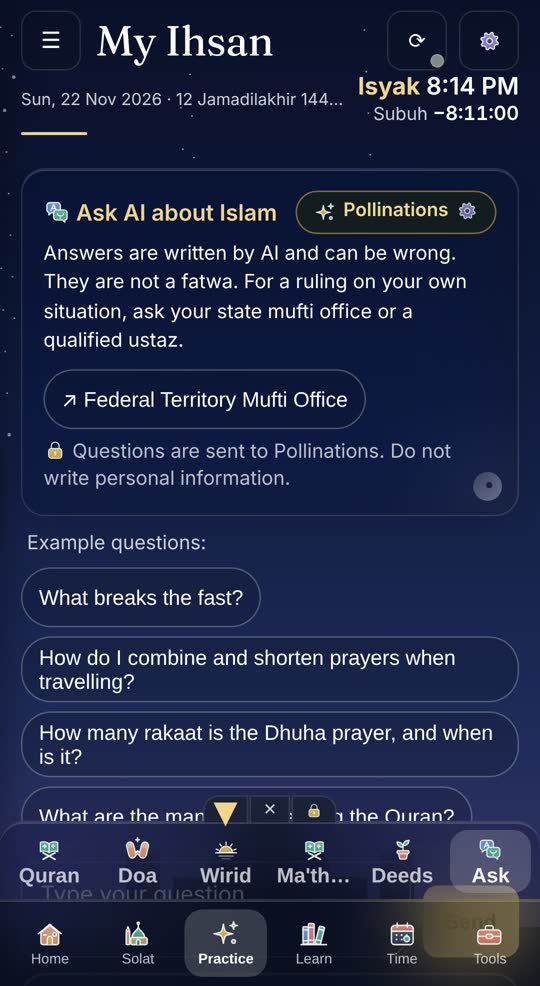 My Ihsan
Sun, 22 Nov 2026 · 12 Jamadilakhir 144...
Isyak 8:14 PM
Subuh −8:11:00
Ask AI about Islam
Pollinations
Answers are written by AI and can be wrong.
They are not a fatwa. For a ruling on your own
situation, ask your state mufti office or a
qualified ustaz.
↗ Federal Territory Mufti Office
Questions are sent to Pollinations. Do not
write personal information.
Example questions:
What breaks the fast?
How do I combine and shorten prayers when
travelling?
How many rakaat is the Dhuha prayer, and when
is it?
What are the the Quran?
Quran
Doa
Wirid
Ma'th...
Deeds
Ask
Type your question
Send
Home
Solat
Practice
Learn
Time
Tools